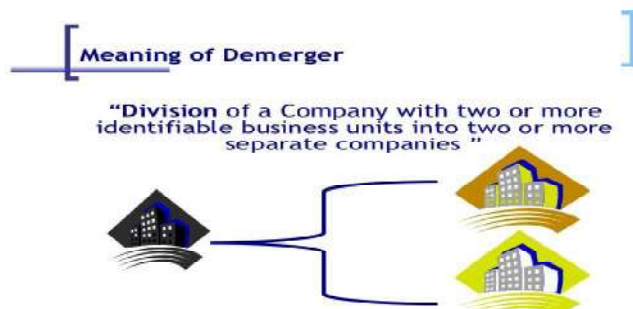 Meaning of Demerger
“Division of a Company with two or more
identifiable business units into two or more
separate companies ”